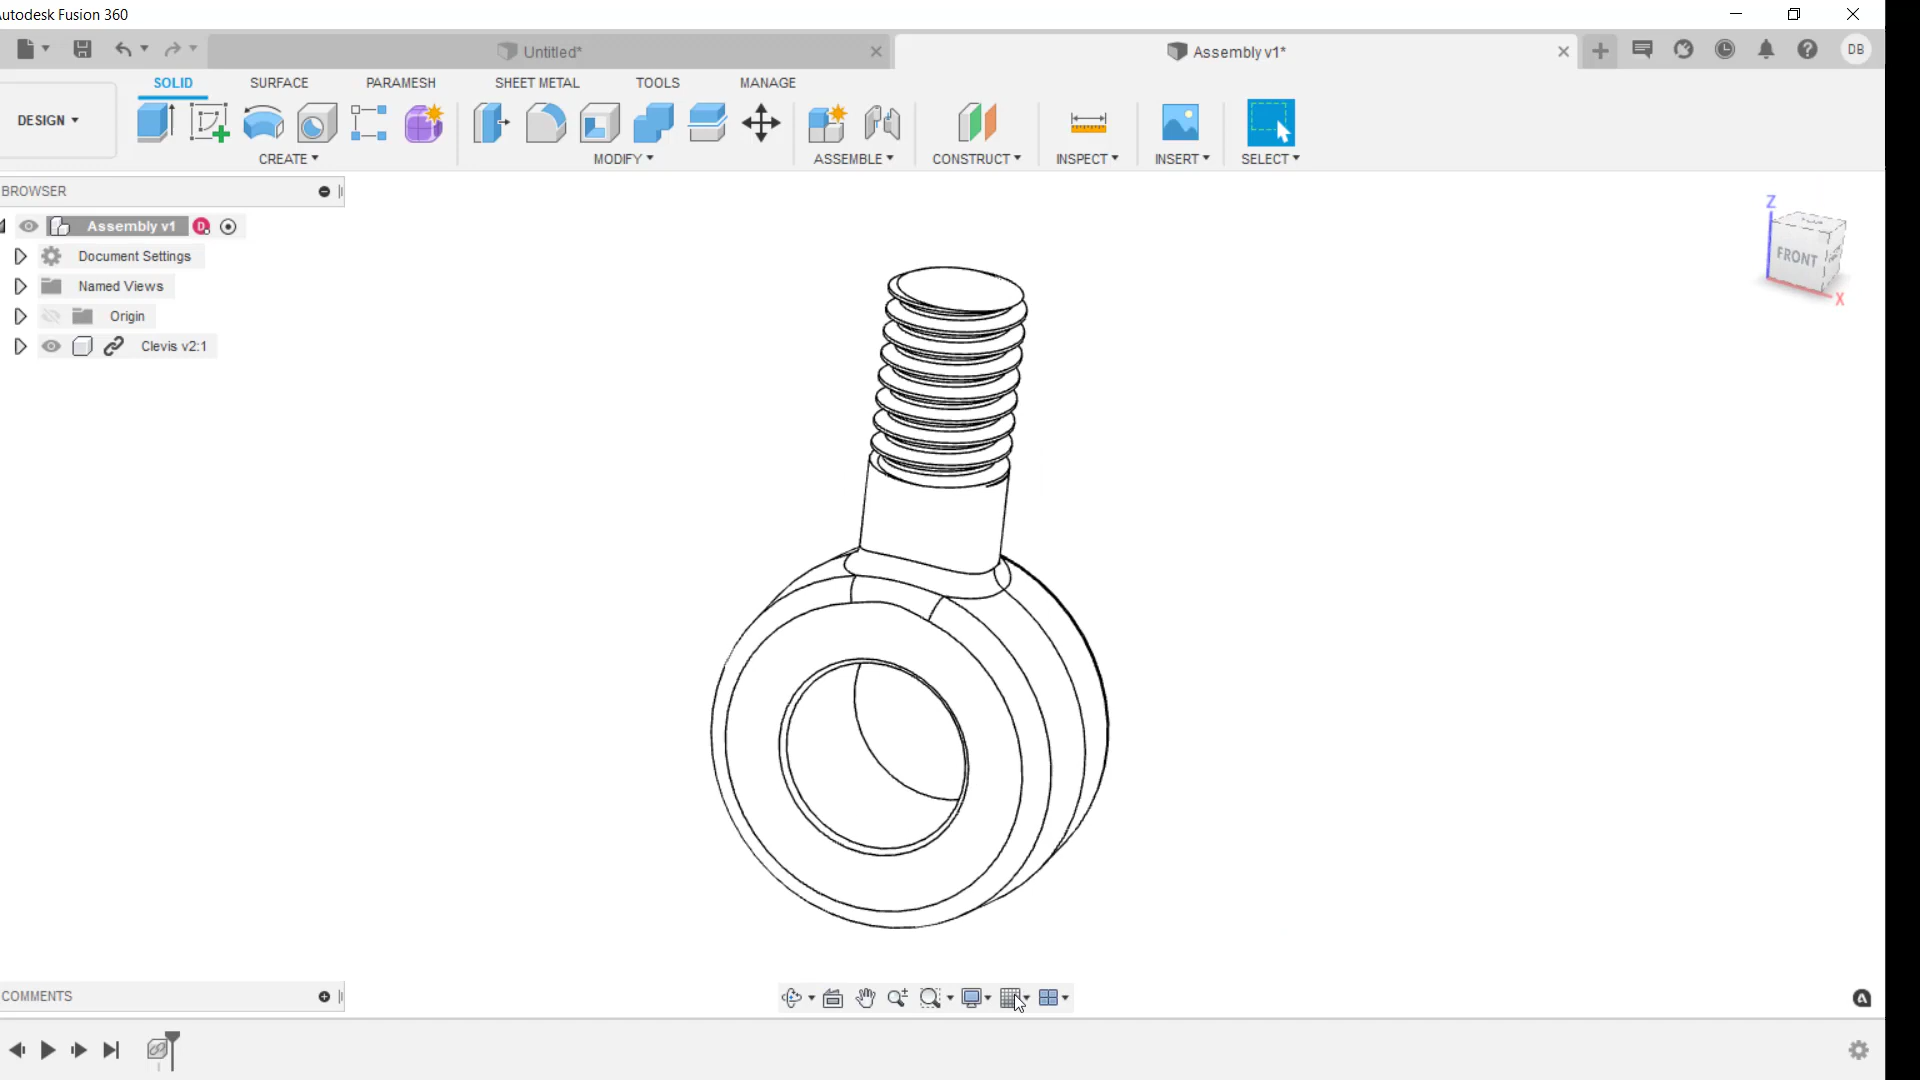 Autodesk Fusion 360
Untitled*
Assembly v1*
DB
SOLID
SURFACE
PARAMESH
SHEET METAL
TOOLS
MANAGE
DESIGN
CREATE
MODIFY
ASSEMBLE
CONSTRUCT
INSPECT
INSERT
SELECT
BROWSER
Assembly v1
D
Document Settings
Named Views
Origin
Clevis v2:1
Z
FRONT
X
COMMENTS